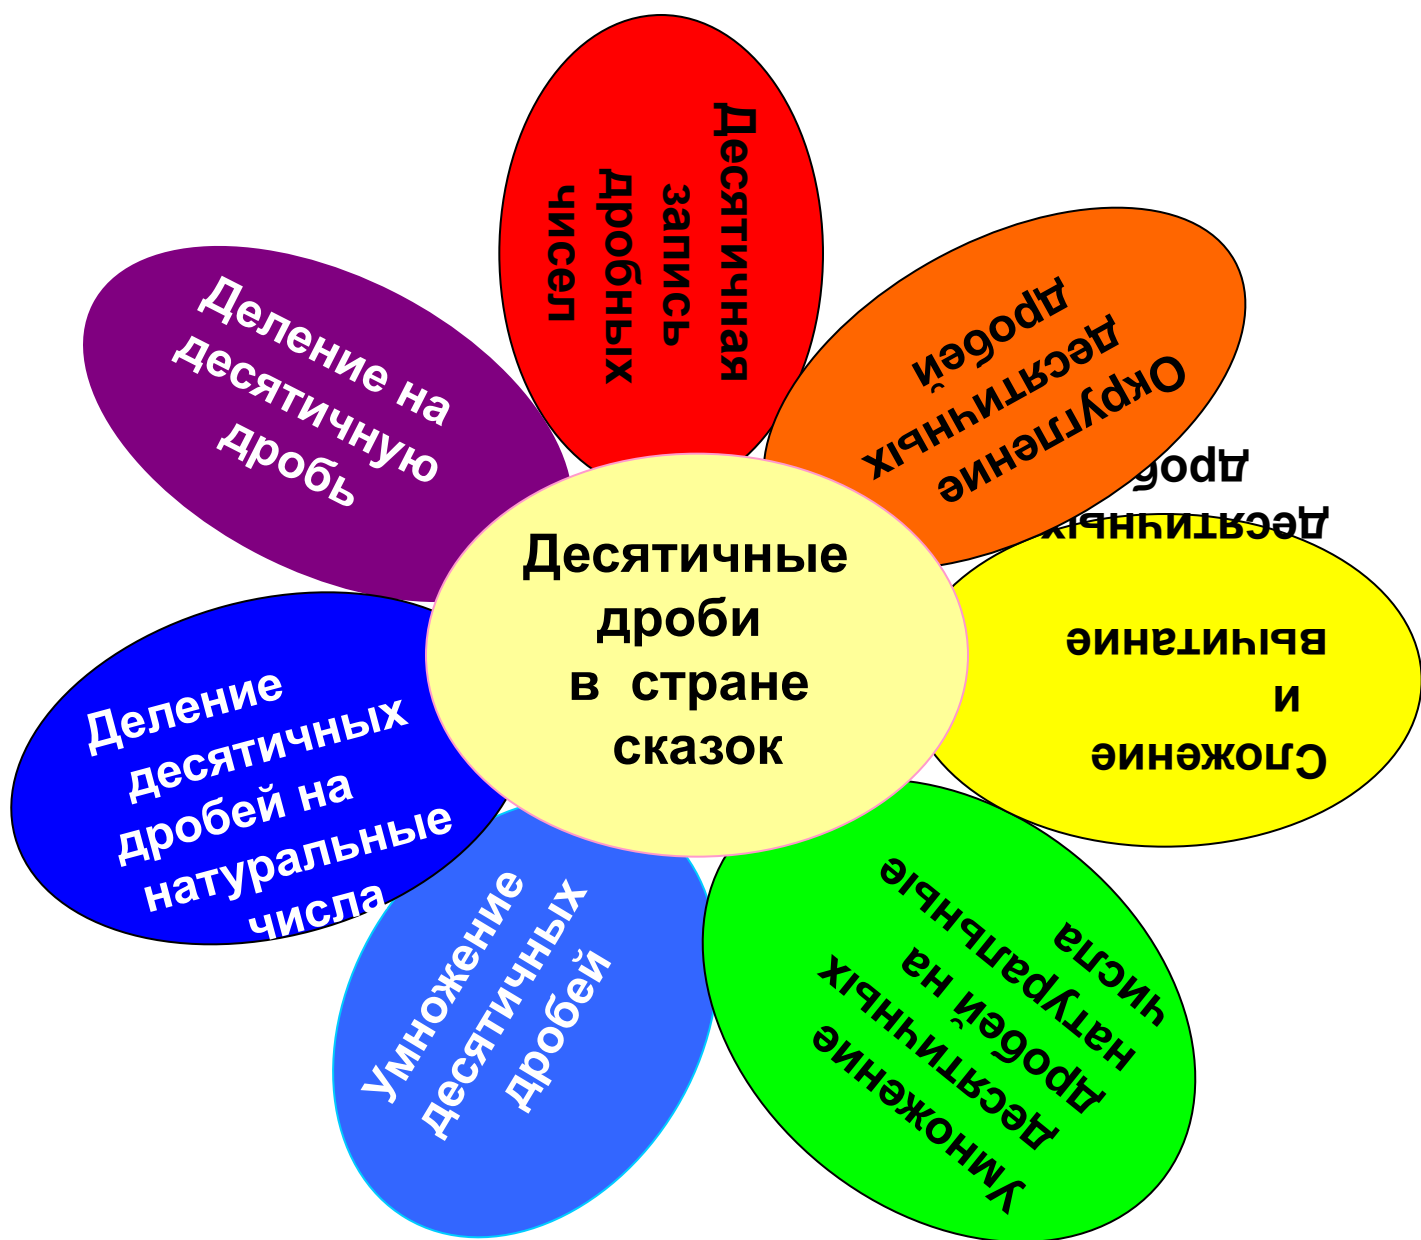 Десятичные
дроби
в стране
сказок
Десятичная
запись
дробных
чисел
Округление
десятичных
дробей
Сложение
и
вычитание
десятичных
Умножение
десятичных
дробей на
натуральные
числа
Умножение
десятичных
дробей
Деление
десятичных
дробей на
натуральные
числа
Деление на
десятичную
дробь